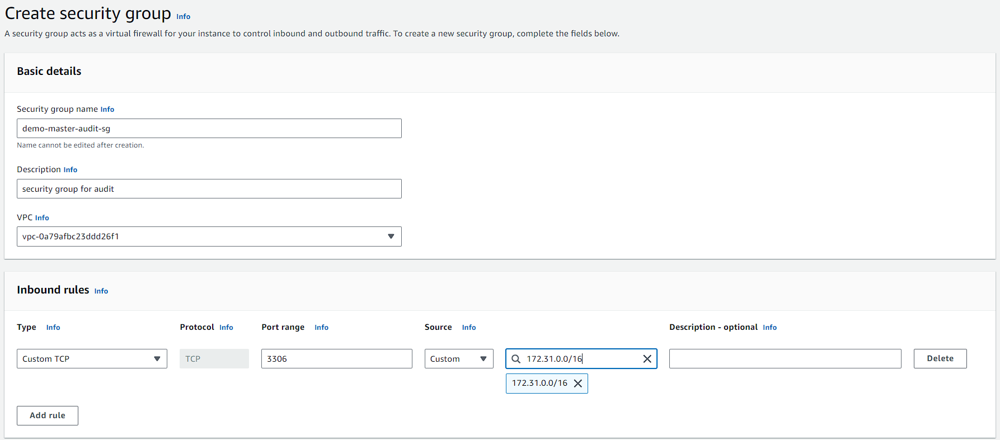 Create security group Info
A security group acts as a virtual firewall for your instance to control inbound and outbound traffic. To create a new security group, complete the fields below.
Basic details
Security group name Info
demo-master-audit-sg
Name cannot be edited after creation.
Description Info
security group for audit
VPC Info
vpc-0a79afbc23ddd26f1
Inbound rules Info
Type Info Protocol Info Port range Info Source Info Description - optional Info
Custom TCP TCP 3306 Custom 172.31.0.0/16 Delete
172.31.0.0/16
Add rule